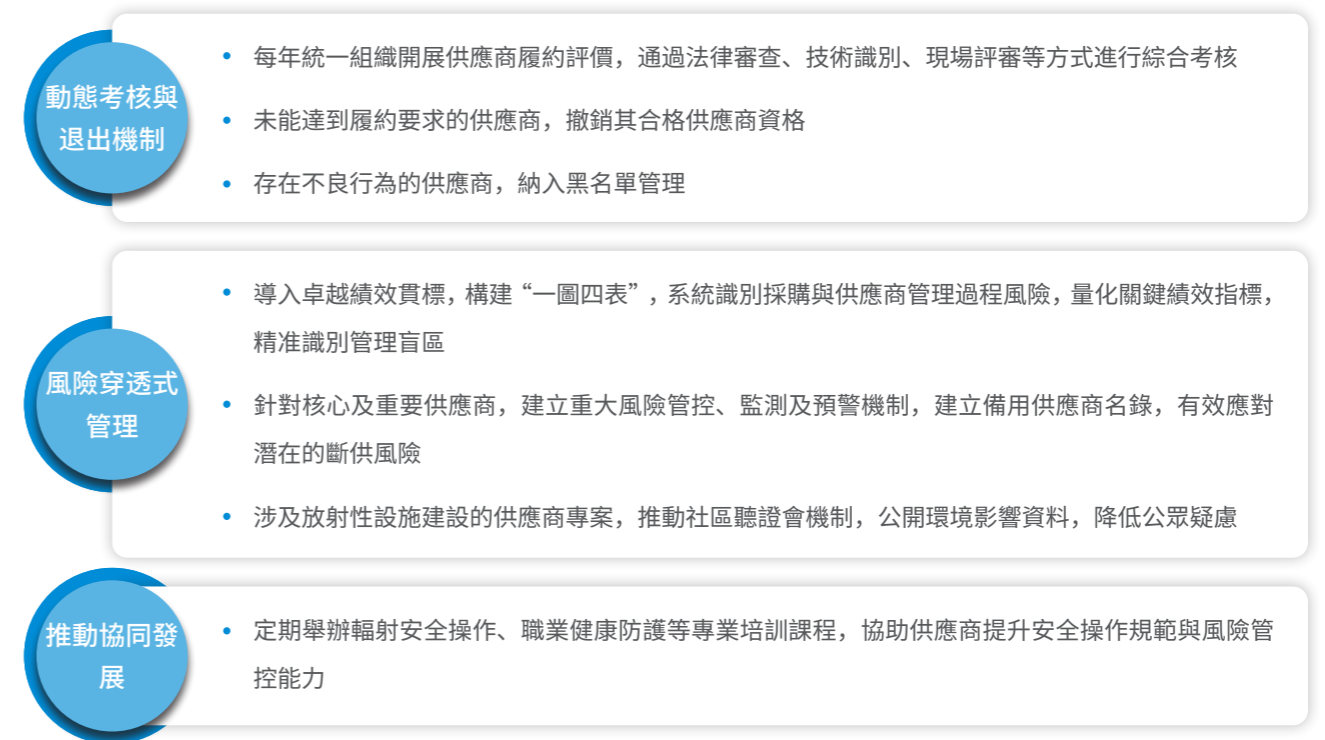 動態考核與
退出機制
• 每年統一組織開展供應商履約評價，通過法律審查、技術識別、現場評審等方式進行綜合考核
• 未能達到履約要求的供應商，撤銷其合格供應商資格
• 存在不良行為的供應商，納入黑名單管理
風險穿透式
管理
• 導入卓越績效貫標，構建“一圖四表”，系統識別採購與供應商管理過程風險，量化關鍵績效指標，
精准識別管理盲區
• 針對核心及重要供應商，建立重大風險管控、監測及預警機制，建立備用供應商名錄，有效應對
潛在的斷供風險
• 涉及放射性設施建設的供應商專案，推動社區聽證會機制，公開環境影響資料，降低公眾疑慮
推動協同發
展
• 定期舉辦輻射安全操作、職業健康防護等專業培訓課程，協助供應商提升安全操作規範與風險管
控能力